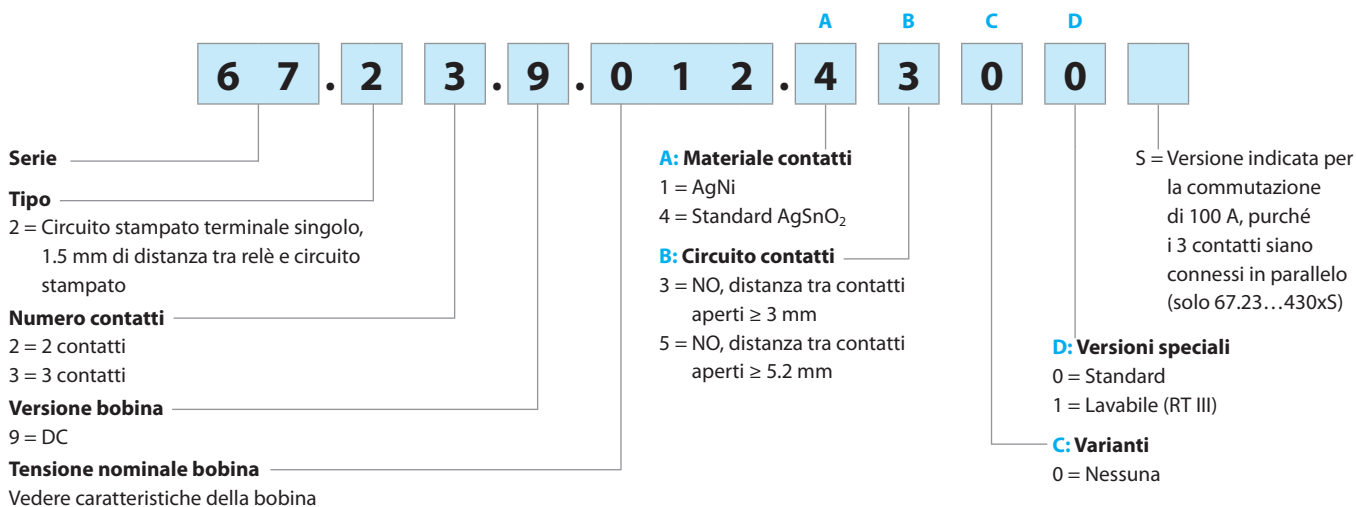 A B C D
6 7 . 2 3 . 9 . 0 1 2 . 4 3 0 0
Serie
Tipo
2 = Circuito stampato terminale singolo,
1.5 mm di distanza tra relè e circuito
stampato
Numero contatti
2 = 2 contatti
3 = 3 contatti
Versione bobina
9 = DC
Tensione nominale bobina
Vedere caratteristiche della bobina
A: Materiale contatti
1 = AgNi
4 = Standard AgSnO₂
B: Circuito contatti
3 = NO, distanza tra contatti
aperti ≥ 3 mm
5 = NO, distanza tra contatti
aperti ≥ 5.2 mm
S = Versione indicata per
la commutazione
di 100 A, purché
i 3 contatti siano
connessi in parallelo
(solo 67.23…430xS)
D: Versioni speciali
0 = Standard
1 = Lavabile (RT III)
C: Varianti
0 = Nessuna